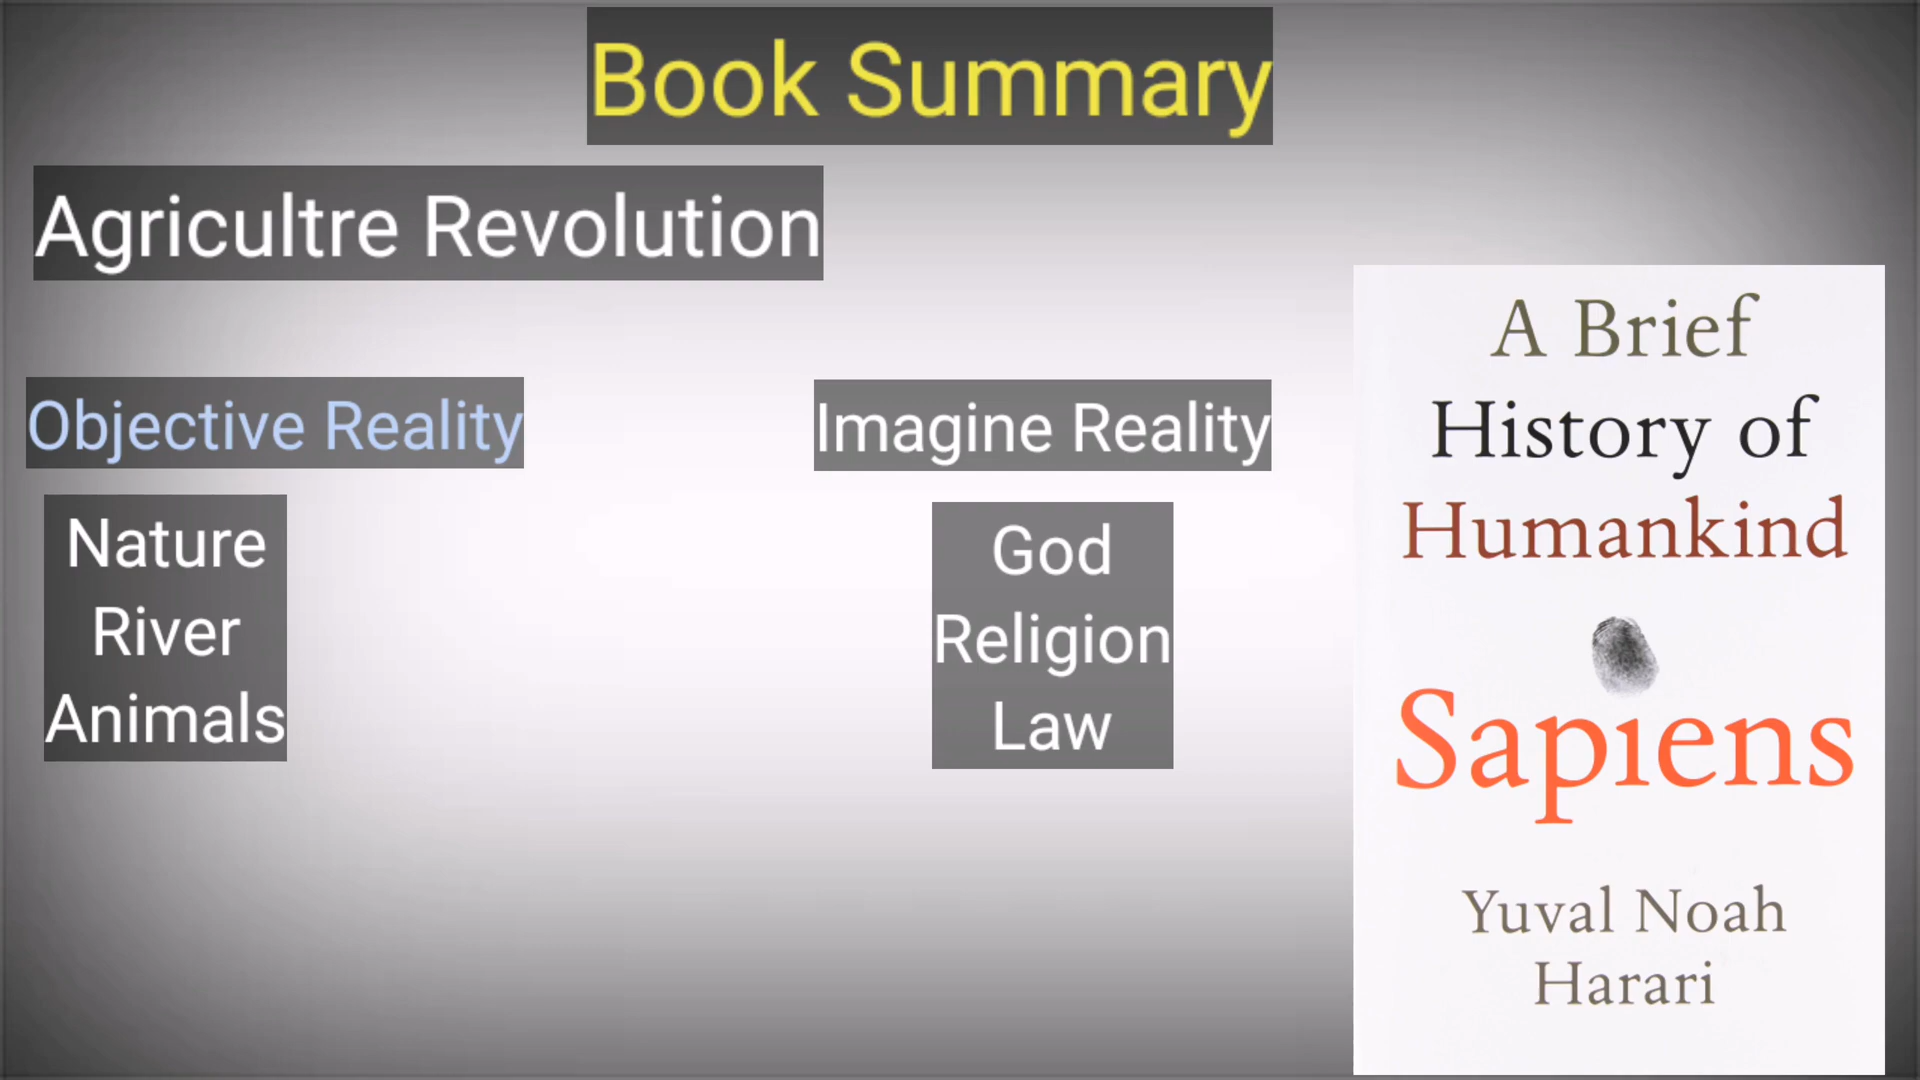 Book Summary
Agricultre Revolution
Objective Reality
Nature
River
Animals
Imagine Reality
God
Religion
Law
A Brief
History of
Humankind
Sapiens
Yuval Noah
Harari